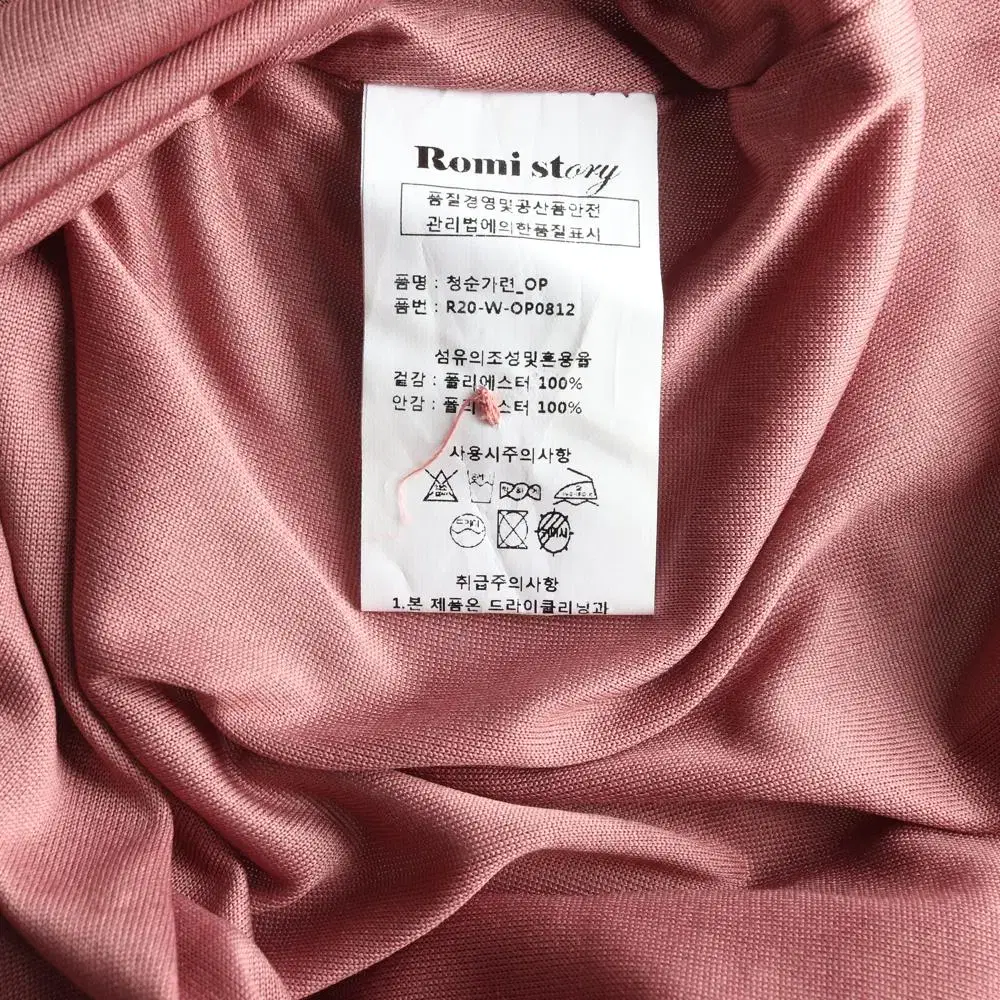 Romi story
품질경영및공산품안전
관리법에의한품질표시
품명 : 청순가련_OP
품번 : R20-W-OP0812
섬유의조성및혼용율
겉감 : 폴리에스터 100%
안감 : 폴리에스터 100%
사용시주의사항
드라이
취급주의사항
1.본 제품은 드라이클리닝과